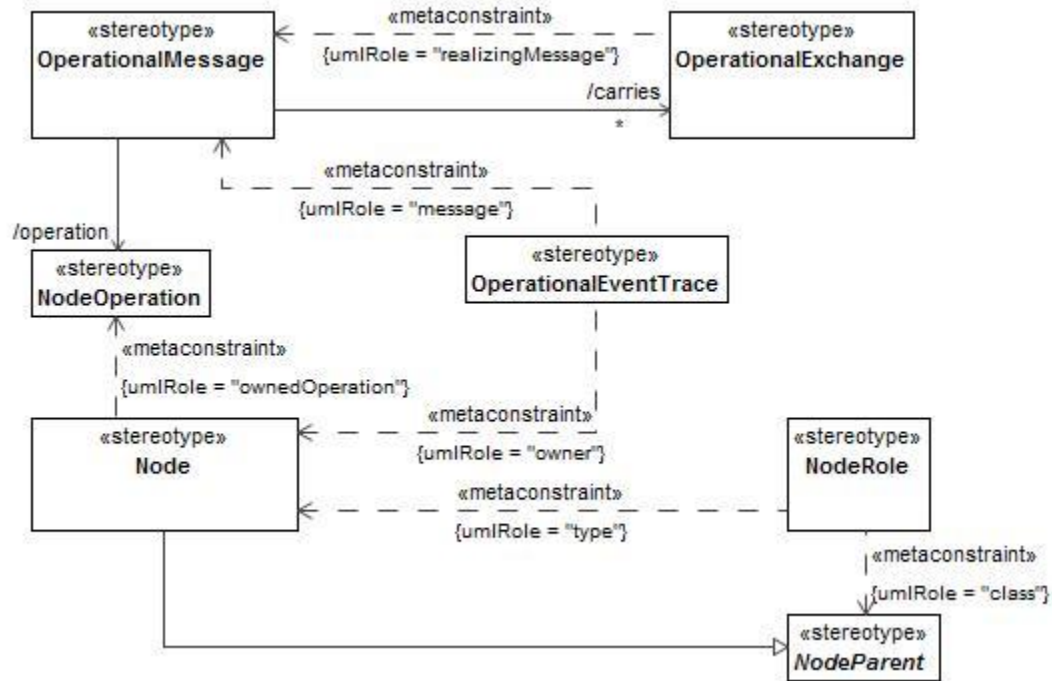 «metaconstraint»
«stereotype»
OperationalMessage
«stereotype»
OperationalExchange
{umlRole = "realizingMessage"}
/carries
*
«metaconstraint»
{umlRole = "message"}
/operation
«stereotype»
NodeOperation
«stereotype»
OperationalEventTrace
«metaconstraint»
{umlRole = "ownedOperation"}
«metaconstraint»
{umlRole = "owner"}
«stereotype»
Node
«stereotype»
NodeRole
«metaconstraint»
{umlRole = "type"}
«metaconstraint»
{umlRole = "class"}
«stereotype»
NodeParent